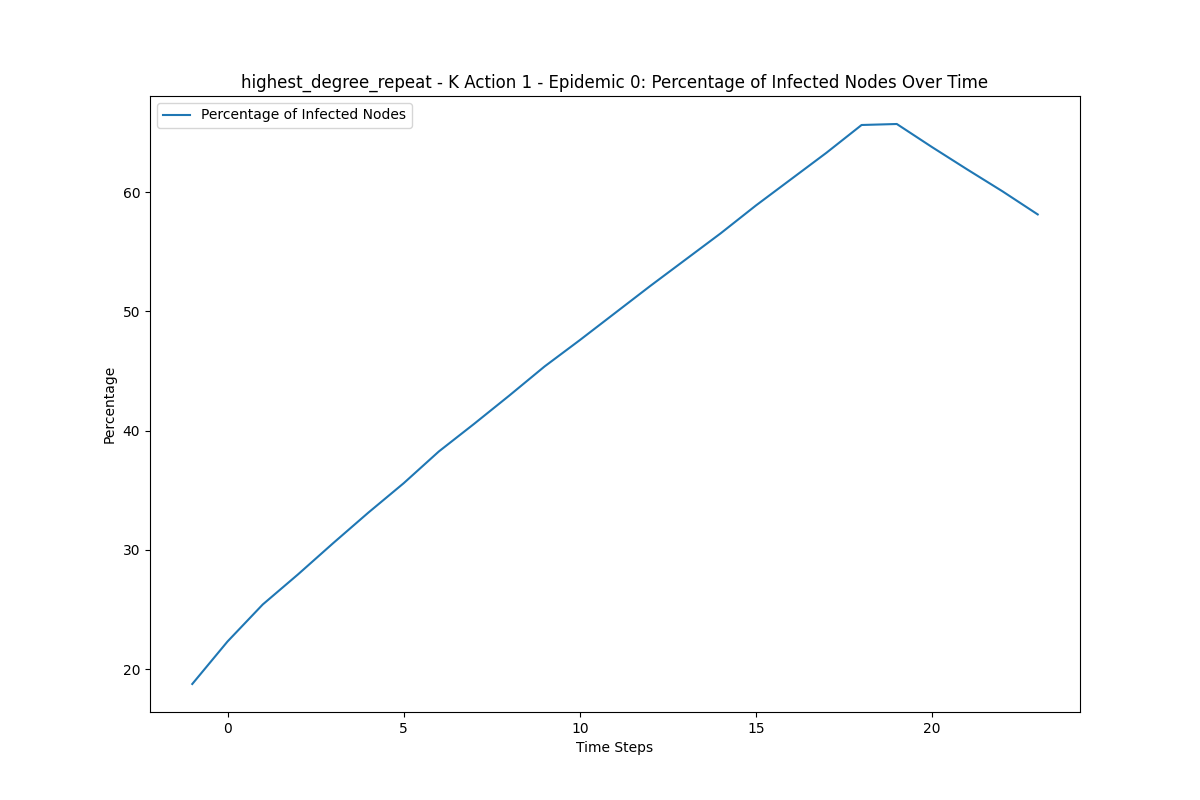 highest_degree_repeat - K Action 1 - Epidemic 0: Percentage of Infected Nodes Over Time
Percentage of Infected Nodes
60
50
40
30
20
Percentage
0 5 10 15 20
Time Steps